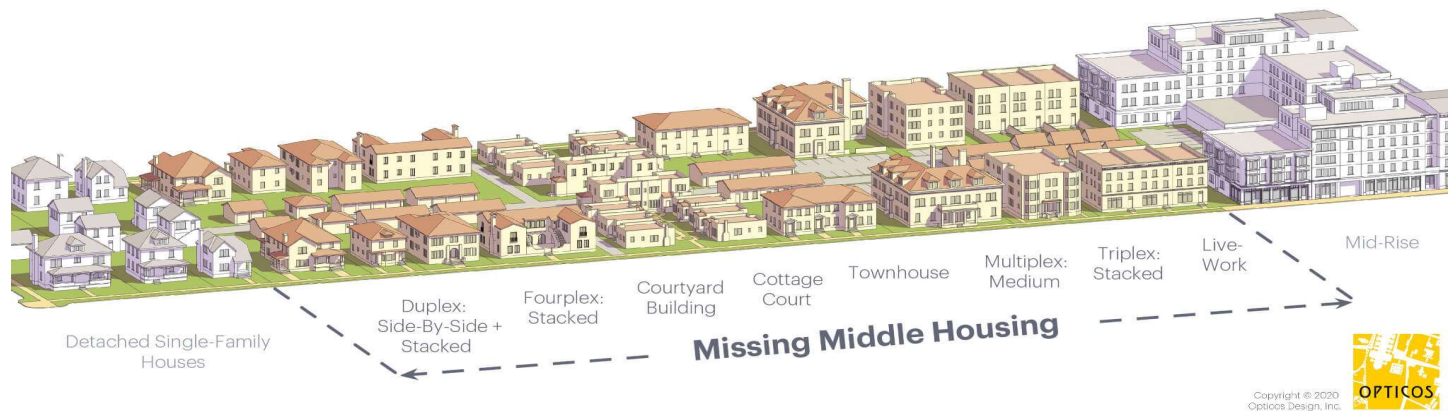 Detached Single-Family
Houses
Duplex:
Side-By-Side +
Stacked
Fourplex:
Stacked
Courtyard
Building
Cottage
Court
Townhouse
Multiplex:
Medium
Triplex:
Stacked
Live-
Work
Mid-Rise
Missing Middle Housing
Copyright © 2020
Opticos Design, Inc.
OPTICOS